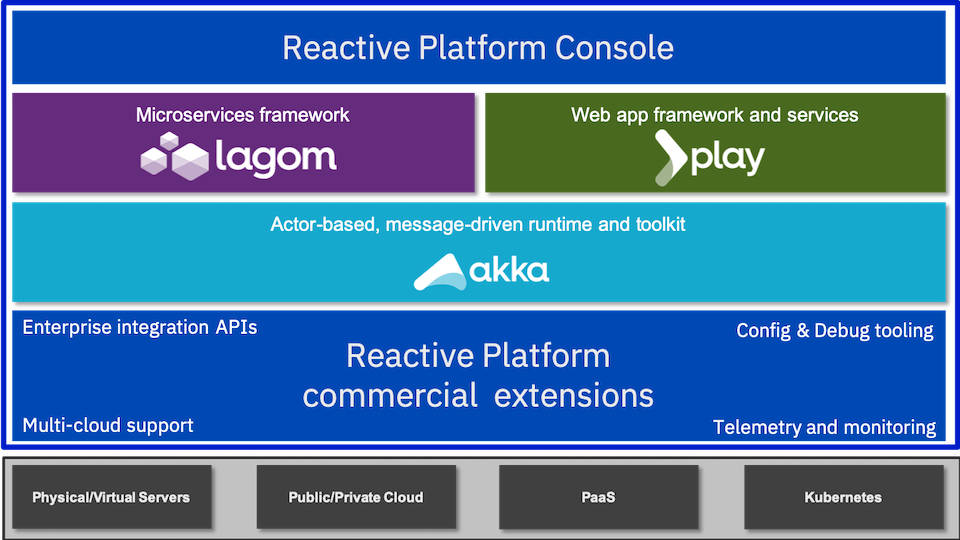 Reactive Platform Console
Microservices framework
lagom
Web app framework and services
play
Actor-based, message-driven runtime and toolkit
akka
Enterprise integration APIs
Config & Debug tooling
Reactive Platform
commercial extensions
Multi-cloud support
Telemetry and monitoring
Physical/Virtual Servers
Public/Private Cloud
PaaS
Kubernetes